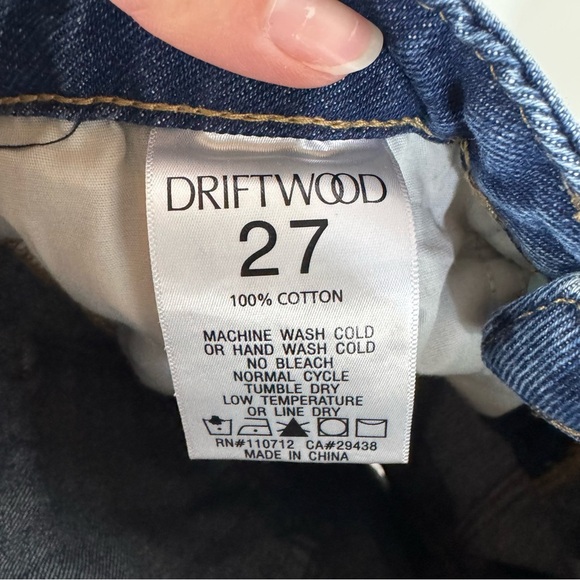 DRIFTWOOD
27
100% COTTON
MACHINE WASH COLD
OR HAND WASH COLD
NO BLEACH
NORMAL CYCLE
TUMBLE DRY
LOW TEMPERATURE
OR LINE DRY
RN#110712 CA#29438
MADE IN CHINA